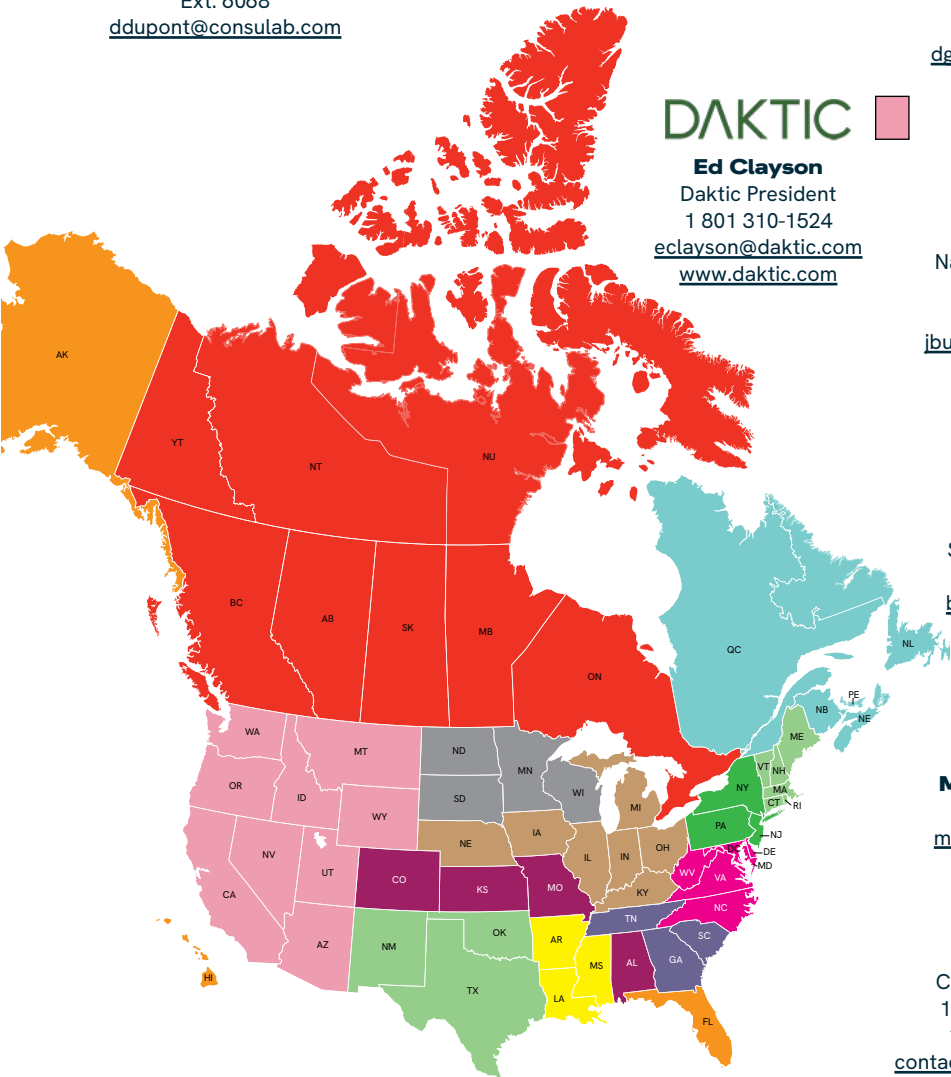 Ext. 6088
ddupont@consulab.com
DAKTIC
Ed Clayson
Daktic President
1 801 310-1524
eclayson@daktic.com
www.daktic.com
AK
YT
NT
NU
BC
AB
SK
MB
ON
QC
NL
PE
NB
NE
WA
MT
ND
MN
ME
OR
ID
SD
WI
MI
NY
VT
NH
MA
CT
RI
WY
NE
IA
PA
NJ
NV
UT
CO
KS
MO
IL
IN
OH
DC
DE
MD
WV
VA
KY
CA
NC
AZ
NM
OK
AR
TN
SC
MS
AL
GA
HI
TX
LA
FL